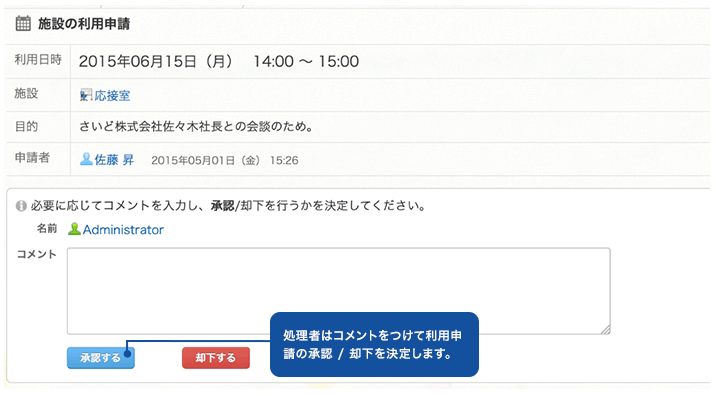 施設の利用申請
利用日時 2015年06月15日（月） 14:00 ～ 15:00
施設 応接室
目的 さいど株式会社佐々木社長との会談のため。
申請者 佐藤 昇 2015年05月01日（金） 15:26
必要に応じてコメントを入力し、承認/却下を行うかを決定してください。
名前 Administrator
コメント
処理者はコメントをつけて利用申
請の承認 / 却下を決定します。
承認する 却下する